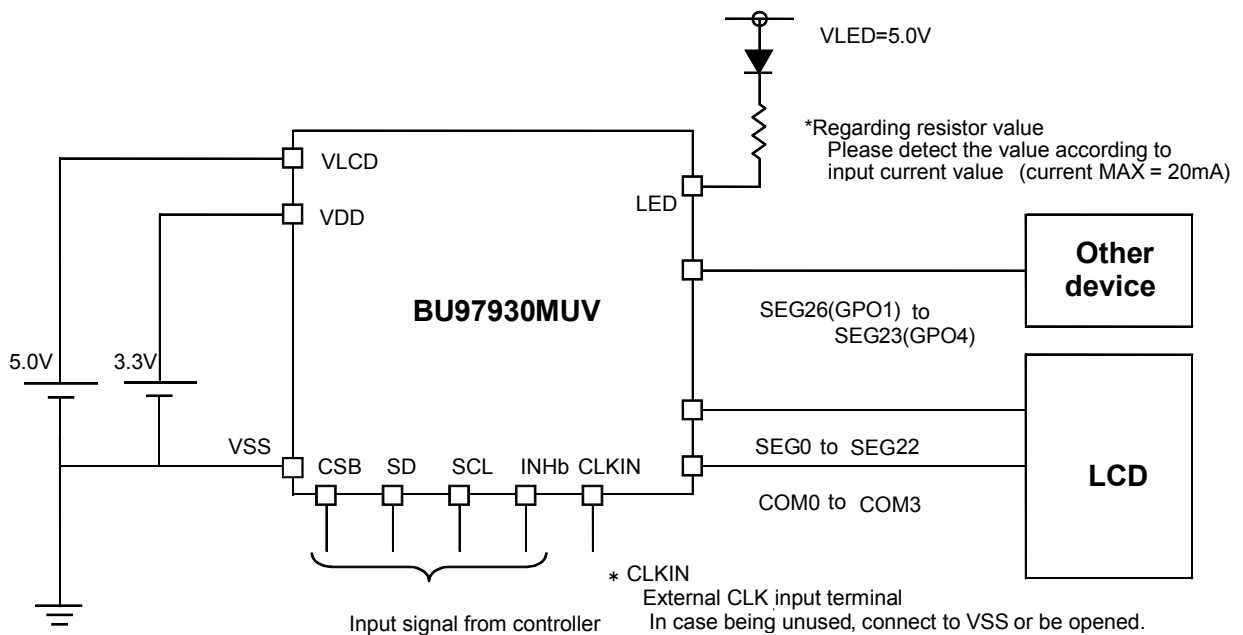 VLED=5.0V
*Regarding resistor value
Please detect the value according to
input current value (current MAX = 20mA)
VLCD
LED
VDD
BU97930MUV
Other
device
SEG26(GPO1) to
SEG23(GPO4)
5.0V
3.3V
VSS
CSB SD SCL INHb CLKIN
SEG0 to SEG22
LCD
COM0 to COM3
* CLKIN
External CLK input terminal
Input signal from controller
In case being unused, connect to VSS or be opened.